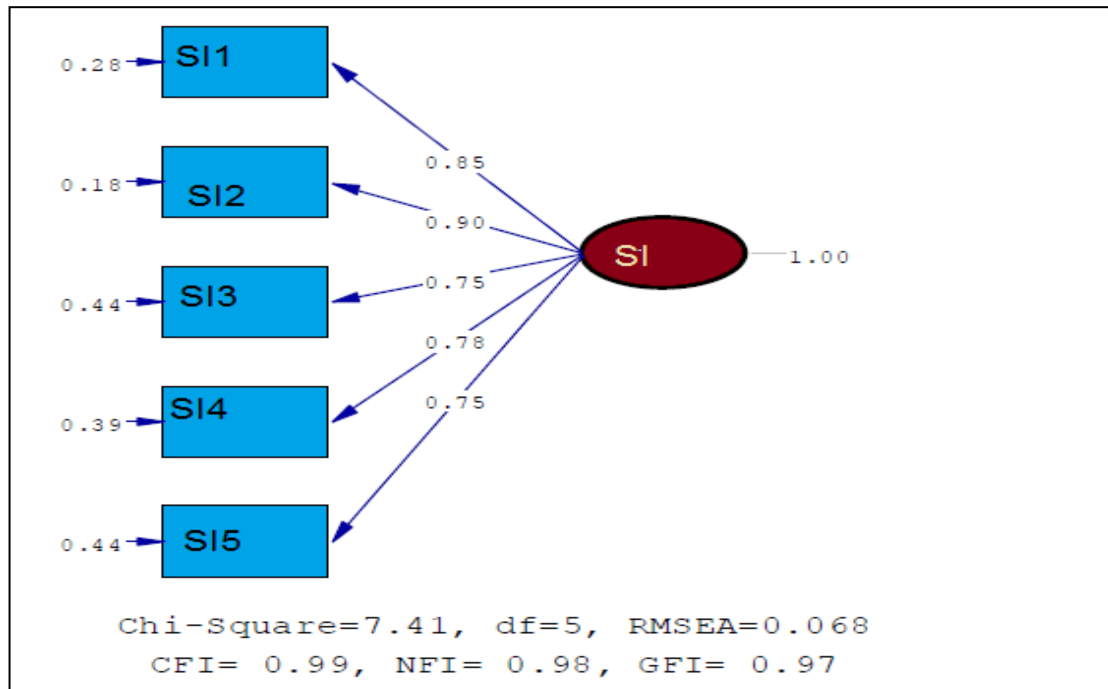 0.28
SI1
0.85
0.18
SI2
0.90
SI
1.00
0.44
SI3
0.75
0.78
0.39
SI4
0.75
0.44
SI5
Chi-Square=7.41, df=5, RMSEA=0.068
CFI= 0.99, NFI= 0.98, GFI= 0.97